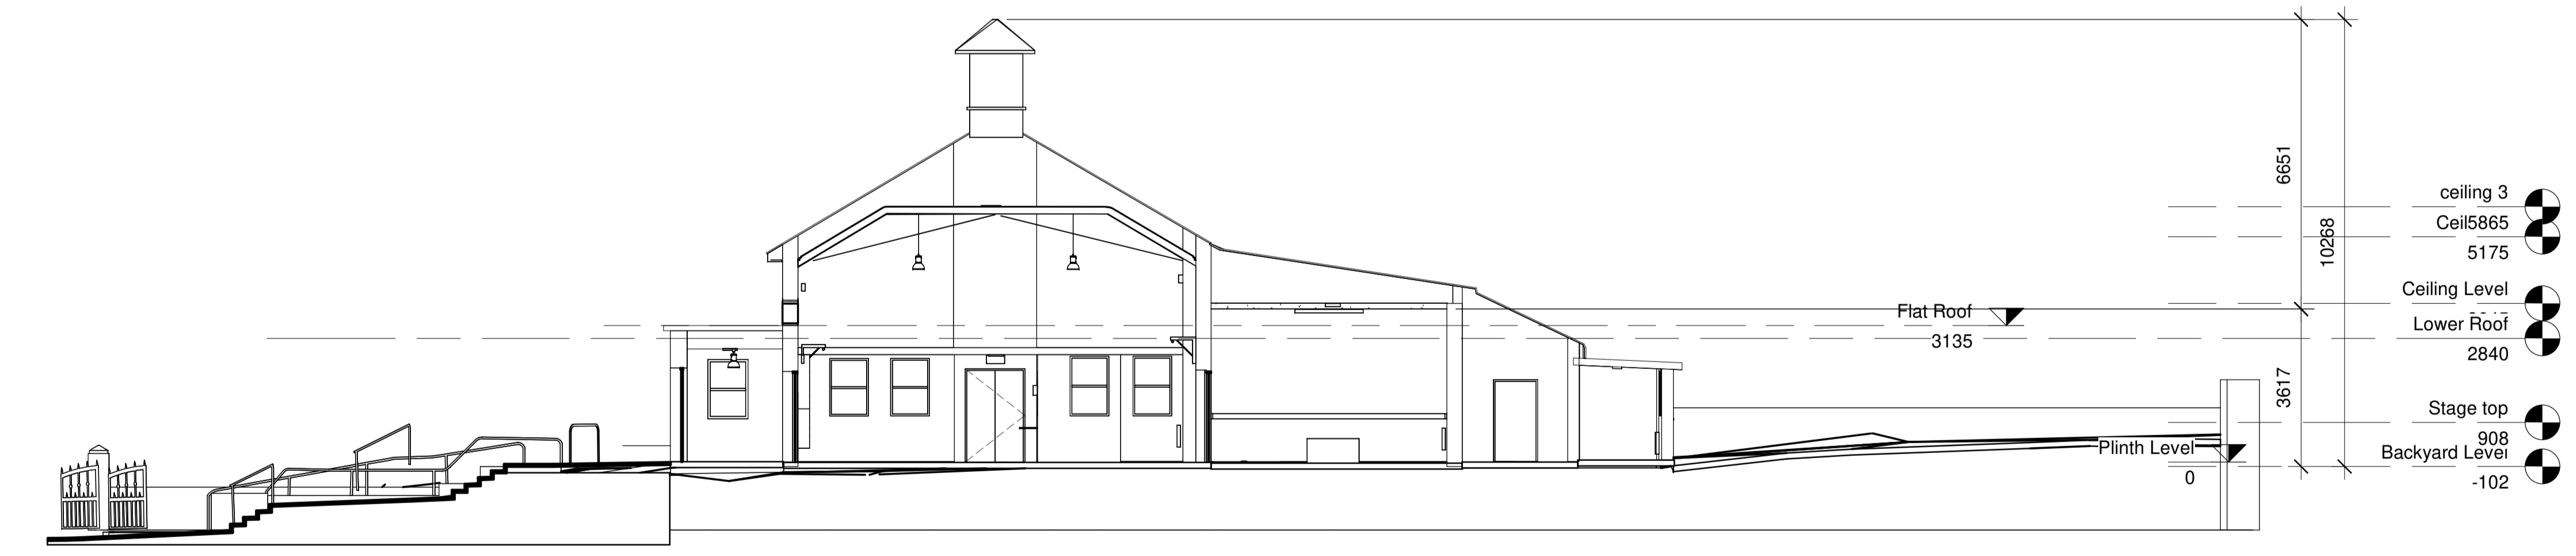 6651
10268
3617
ceiling 3
Ceil5865
5175
Ceiling Level
Flat Roof
3135
Lower Roof
2840
Stage top
908
Plinth Level
0
Backyard Level
-102